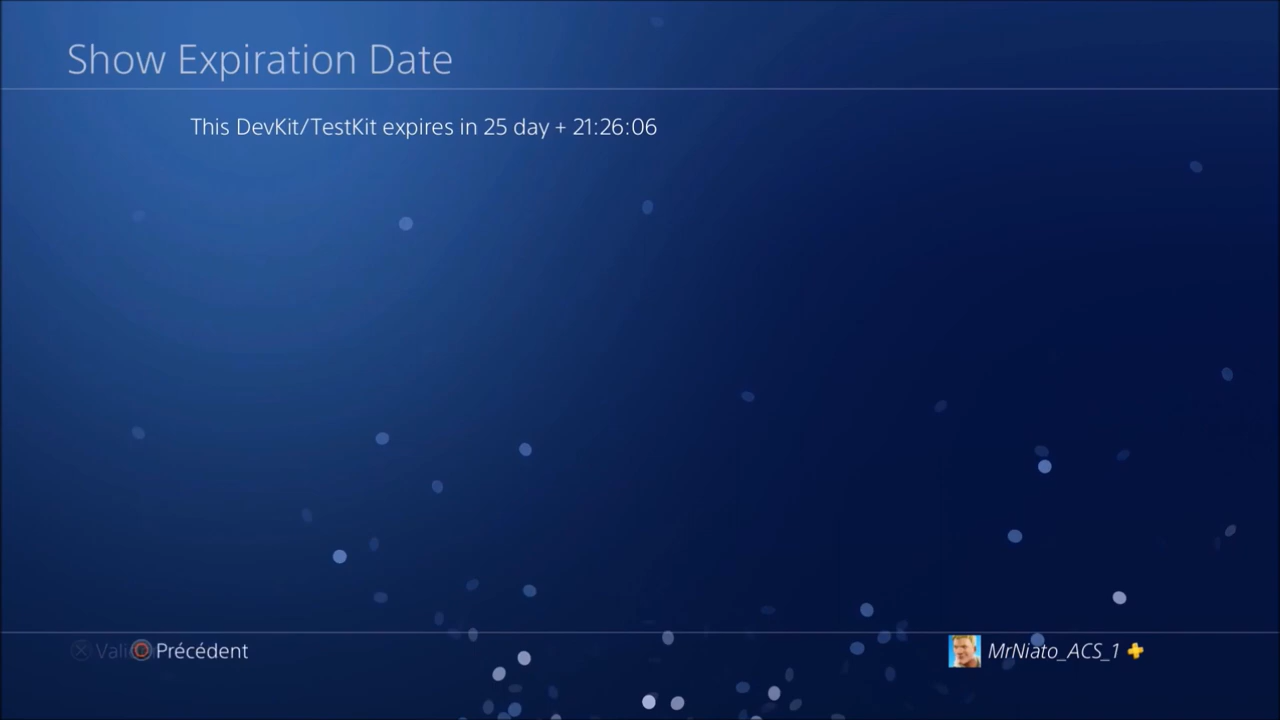 Show Expiration Date
This DevKit/TestKit expires in 25 day + 21:26:06
Précédent
MrNiato_ACS_1